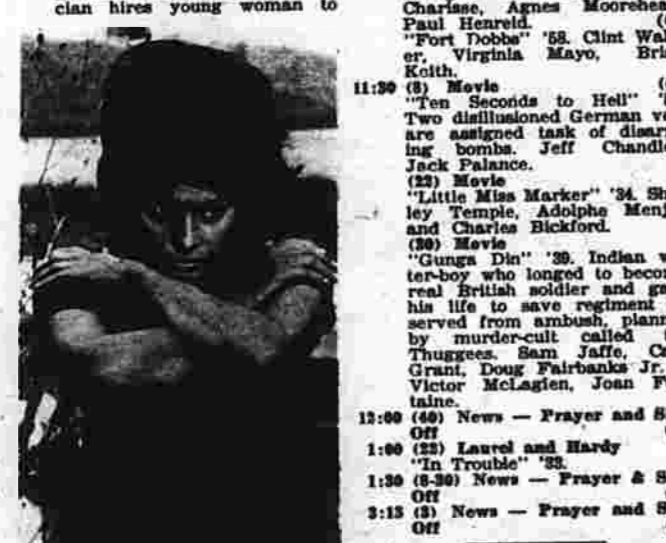 cian hires young woman to
Charisse, Agnes Moorehea
Paul Henreid. (
"Fort Dobbs" '58. Clint Wal
er, Virginia Mayo, Bria
Keith.
11:30 (8) Movie (
"Ten Seconds to Hell" '
Two disillusioned German ve
are assigned task of disar
ing bombs. Jeff Chandle
Jack Palance.
(22) Movie
"Little Miss Marker" '34. Sh
ley Temple, Adolphe Menj
and Charles Bickford.
(30) Movie
"Gunga Din" '39. Indian w
ter-boy who longed to becom
real British soldier and ga
his life to save regiment
served from ambush, plann
by murder-cult called
Thuggees. Sam Jaffe, Ca
Grant, Doug Fairbanks Jr.
Victor McLaglen, Joan F
taine.
12:00 (40) News — Prayer and S
Off
1:00 (22) Laurel and Hardy
"In Trouble" '33.
1:30 (8-30) News — Prayer & S
Off
3:13 (3) News — Prayer and S
Off